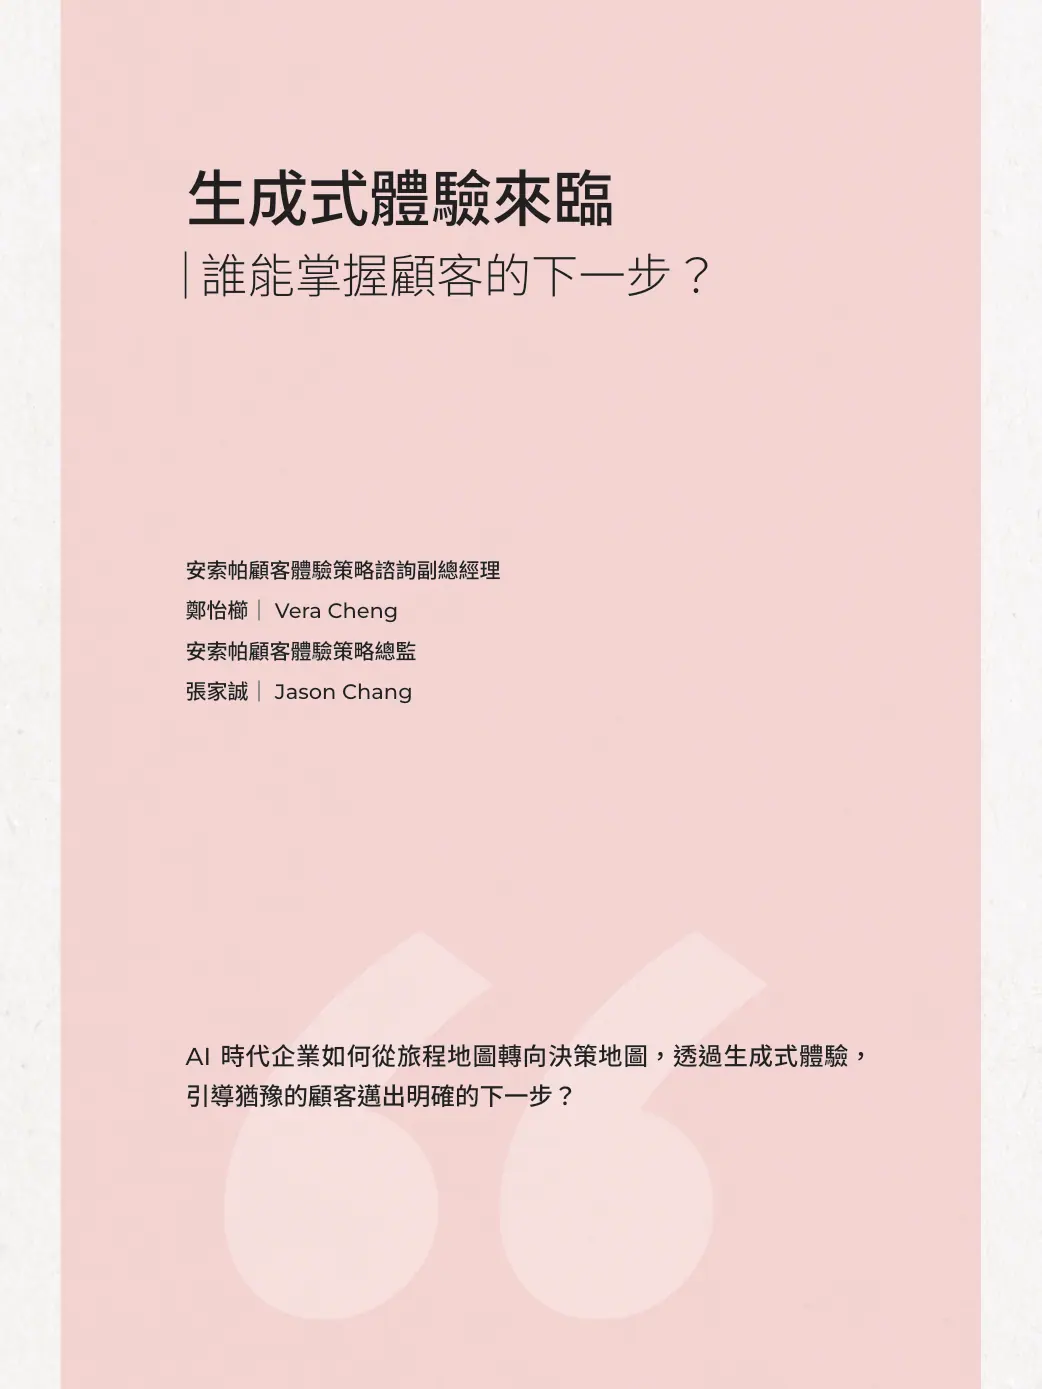 生成式體驗來臨
誰能掌握顧客的下一步？
安索帕顧客體驗策略諮詢副總經理
鄭怡櫛｜ Vera Cheng
安索帕顧客體驗策略總監
張家誠｜ Jason Chang
AI 時代企業如何從旅程地圖轉向決策地圖，透過生成式體驗，
引導猶豫的顧客邁出明確的下一步？